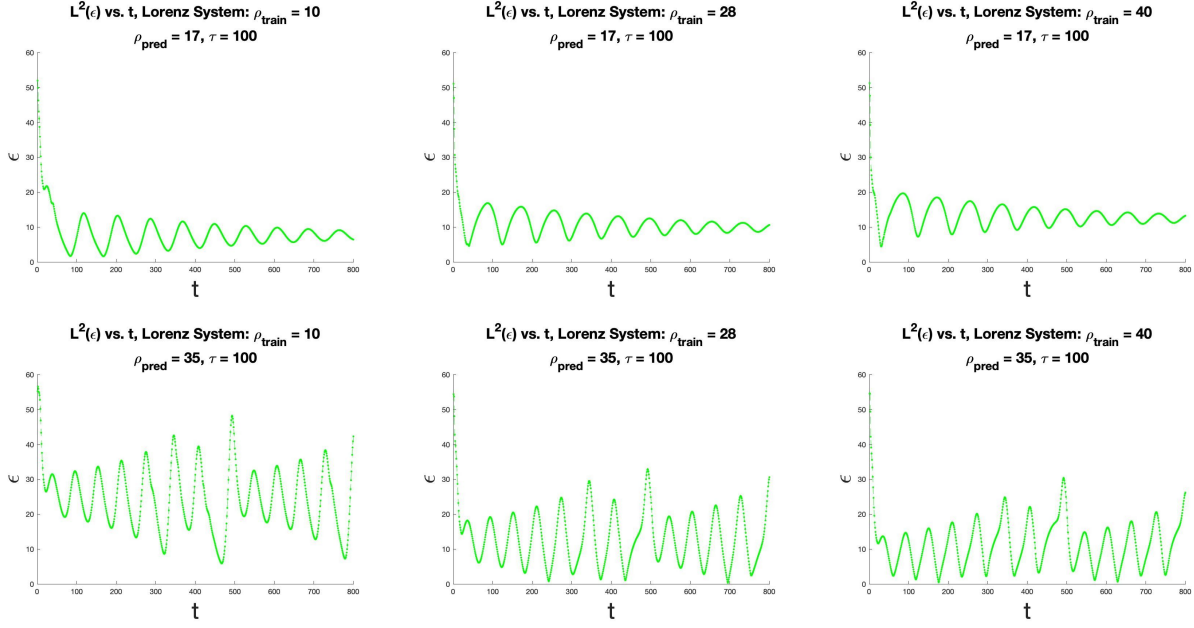 L²(ϵ) vs. t, Lorenz System: ρtrain = 10
ρpred = 17, τ = 100
60
50
40
30
20
10
0
ϵ
0 100 200 300 400 500 600 700 800
t
L²(ϵ) vs. t, Lorenz System: ρtrain = 28
ρpred = 17, τ = 100
60
50
40
30
20
10
0
ϵ
0 100 200 300 400 500 600 700 800
t
L²(ϵ) vs. t, Lorenz System: ρtrain = 40
ρpred = 17, τ = 100
60
50
40
30
20
10
0
ϵ
0 100 200 300 400 500 600 700 800
t
L²(ϵ) vs. t, Lorenz System: ρtrain = 10
ρpred = 35, τ = 100
60
50
40
30
20
10
0
ϵ
0 100 200 300 400 500 600 700 800
t
L²(ϵ) vs. t, Lorenz System: ρtrain = 28
ρpred = 35, τ = 100
60
50
40
30
20
10
0
ϵ
0 100 200 300 400 500 600 700 800
t
L²(ϵ) vs. t, Lorenz System: ρtrain = 40
ρpred = 35, τ = 100
60
50
40
30
20
10
0
ϵ
0 100 200 300 400 500 600 700 800
t